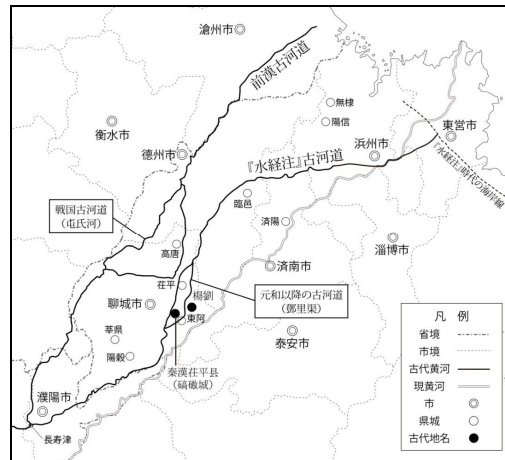 滄州市
前漢古河道
無棣
陽信
衡水市
東営市
徳州市
『水経注』古河道
浜州市
『水経注』時代の海岸線
戦国古河道
(屯氏河)
臨邑
済陽
高唐
済南市
淄博市
茌平
楊劉
元和以降の古河道
(鄧里渠)
聊城市
東阿
莘県
泰安市
陽穀
秦漢茌平県
(碻磝城)
濮陽市
長寿津
凡 例
省境
市境
古代黄河
現黄河
市
県城
古代地名